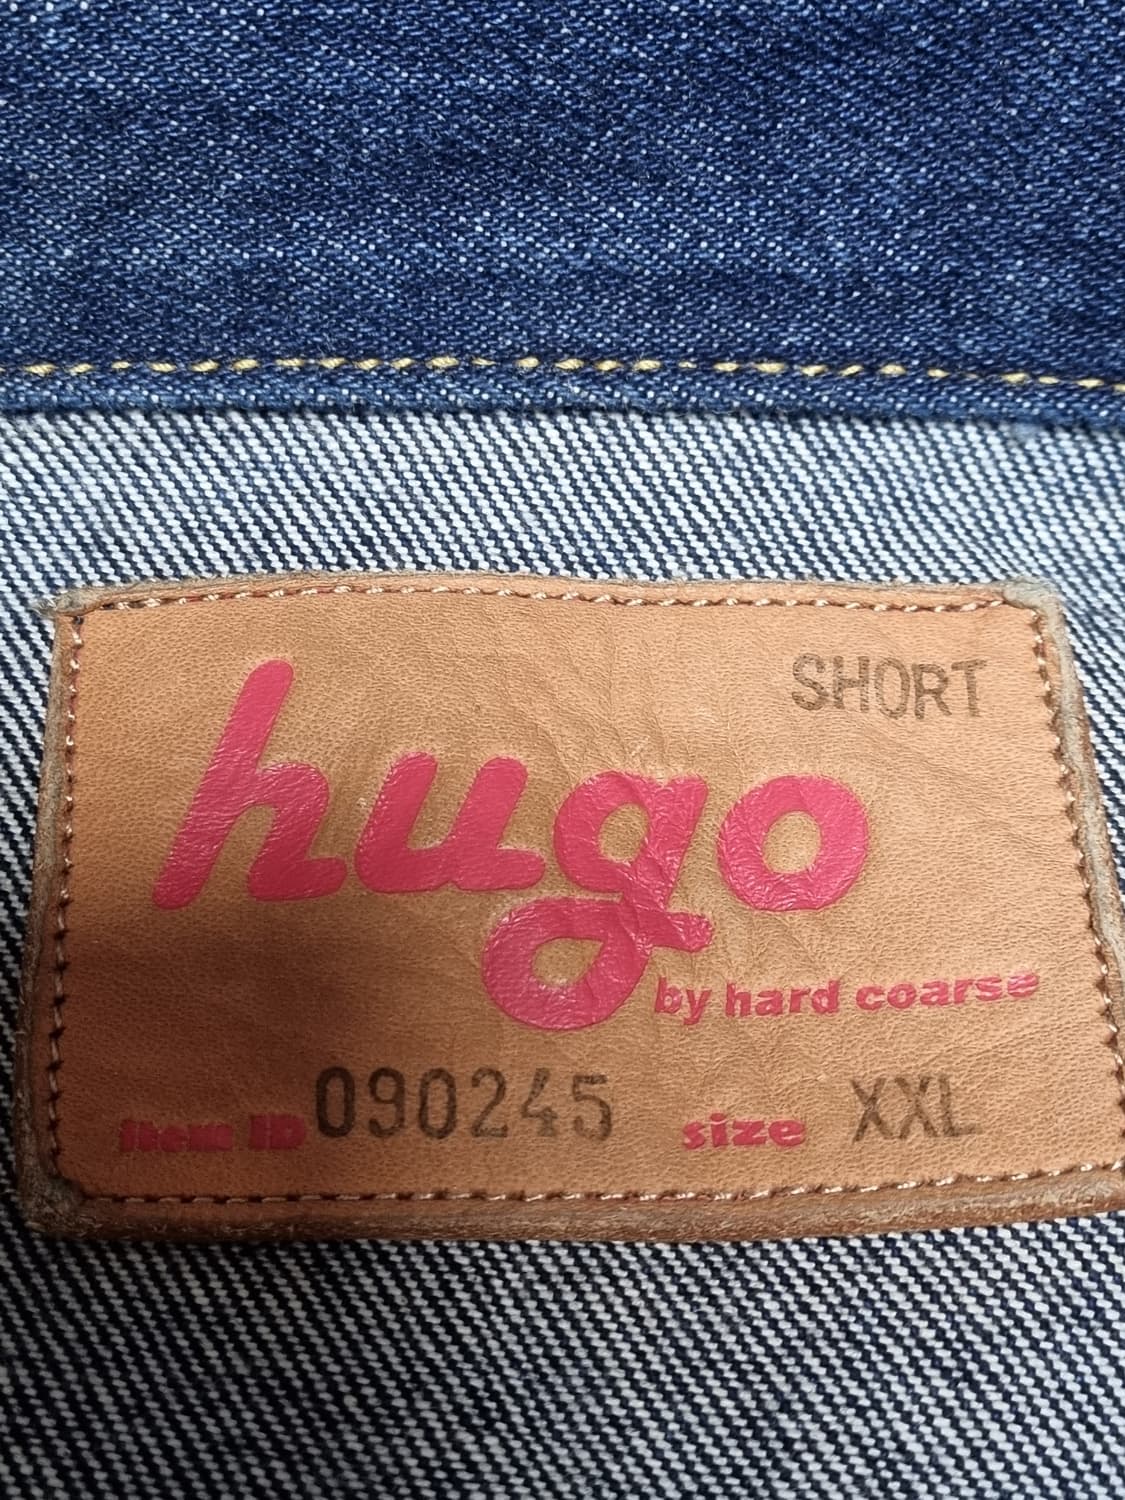 SHORT
hugo
by hard coarse
item ID 090245 size XXL